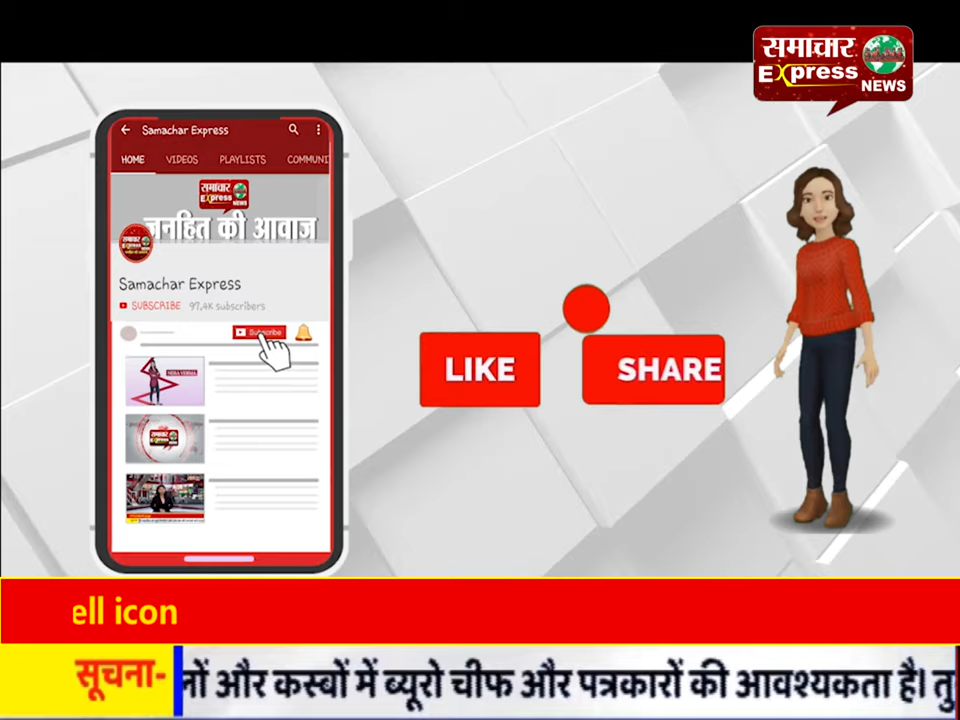 समाचार
Express
NEWS
Samachar Express
HOME VIDEOS PLAYLISTS COMMUNI
समाचार
Express
NEWS
जनहित की आवाज
Samachar Express
SUBSCRIBE 97.4K subscribers
Subscribe
LIKE
SHARE
ell icon
सूचना- नों और कस्बों में ब्यूरो चीफ और पत्रकारों की आवश्यकता है। तु